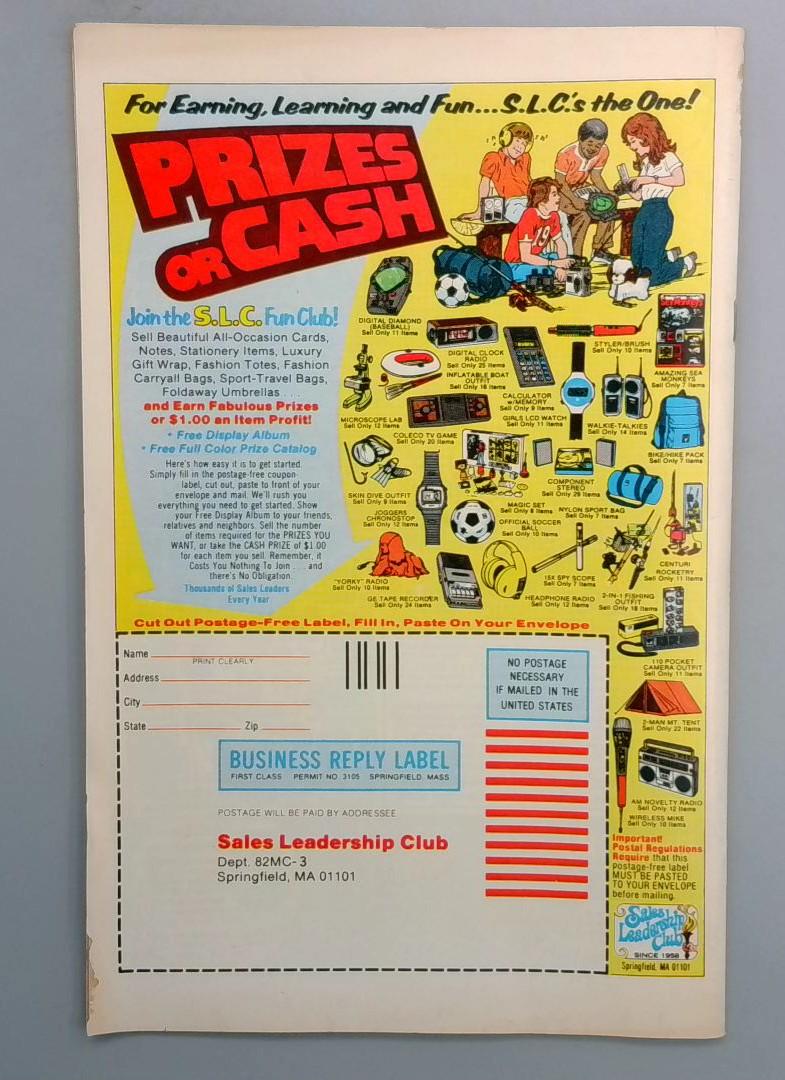 For Earning, Learning and Fun...S.L.C.'s the One!
PRIZES
OR CASH
Join the S.L.C. Fun Club!
Sell Beautiful All-Occasion Cards,
Notes, Stationery Items, Luxury
Gift Wrap, Fashion Totes, Fashion
Carryall Bags, Sport-Travel Bags,
Foldaway Umbrellas . . . .
and Earn Fabulous Prizes
or $1.00 an Item Profit!
• Free Display Album
• Free Full Color Prize Catalog
Here's how easy it is to get started.
Simply fill in the postage-free coupon-
label, cut out, paste to front of your
envelope and mail. We'll rush you
everything you need to get started. Show
your Free Display Album to your friends,
relatives and neighbors. Sell the number
of items required for the PRIZES YOU
WANT, or take the CASH PRIZE of $1.00
for each item you sell. Remember, it
Costs You Nothing To Join . . . and
there's No Obligation.
Thousands of Sales Leaders
Every Year
19
DIGITAL DIAMOND
(BASEBALL)
Sell Only 11 Items
DIGITAL CLOCK
RADIO
Sell Only 25 Items
STYLER/BRUSH
Sell Only 10 Items
Sea Monkeys
AMAZING SEA
MONKEYS
Sell Only 7 Items
INFLATABLE BOAT
OUTFIT
Sell Only 16 Items
CALCULATOR
w/MEMORY
Sell Only 9 Items
MICROSCOPE LAB
Sell Only 12 Items
GIRLS LCD WATCH
Sell Only 11 Items
WALKIE-TALKIES
Sell Only 14 Items
COLECO TV GAME
Sell Only 20 Items
BIKE/HIKE PACK
Sell Only 7 Items
SKIN DIVE OUTFIT
Sell Only 9 Items
COMPONENT
STEREO
Sell Only 29 Items
MAGIC SET
Sell Only 8 Items
NYLON SPORT BAG
Sell Only 7 Items
JOGGERS
CHRONOSTOP
Sell Only 12 Items
OFFICIAL SOCCER
BALL
Sell Only 10 Items
CENTURI
ROCKETRY
Sell Only 11 Items
"YORKY" RADIO
Sell Only 10 Items
15X SPY SCOPE
Sell Only 7 Items
GE TAPE RECORDER
Sell Only 24 Items
HEADPHONE RADIO
Sell Only 12 Items
2-IN-1 FISHING
OUTFIT
Sell Only 18 Items
110 POCKET
CAMERA OUTFIT
Sell Only 11 Items
2-MAN MT. TENT
Sell Only 22 Items
AM NOVELTY RADIO
Sell Only 12 Items
WIRELESS MIKE
Sell Only 10 Items
Cut Out Postage-Free Label, Fill In, Paste On Your Envelope
Name
PRINT CLEARLY
Address
City
State Zip
NO POSTAGE
NECESSARY
IF MAILED IN THE
UNITED STATES
BUSINESS REPLY LABEL
FIRST CLASS PERMIT NO. 3105 SPRINGFIELD, MASS
POSTAGE WILL BE PAID BY ADDRESSEE
Sales Leadership Club
Dept. 82MC-3
Springfield, MA 01101
Important!
Postal Regulations
Require that this
postage-free label
MUST BE PASTED
TO YOUR ENVELOPE
before mailing.
Sales
Leadership
Club
SINCE 1958
Springfield, MA 01101